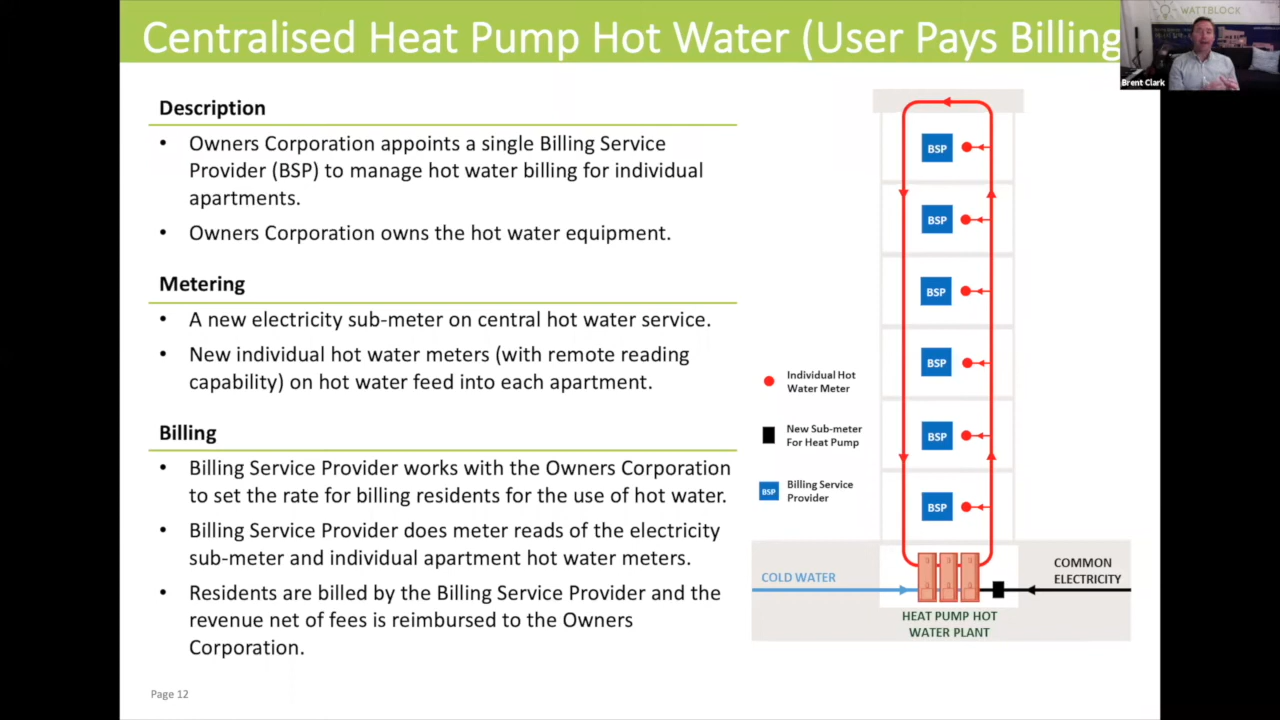 Centralised Heat Pump Hot Water (User Pays Billing
WATTBLOCK
Brent Clark
Description
• Owners Corporation appoints a single Billing Service
Provider (BSP) to manage hot water billing for individual
apartments.
• Owners Corporation owns the hot water equipment.
Metering
• A new electricity sub-meter on central hot water service.
• New individual hot water meters (with remote reading
capability) on hot water feed into each apartment.
Billing
• Billing Service Provider works with the Owners Corporation
to set the rate for billing residents for the use of hot water.
• Billing Service Provider does meter reads of the electricity
sub-meter and individual apartment hot water meters.
• Residents are billed by the Billing Service Provider and the
revenue net of fees is reimbursed to the Owners
Corporation.
BSP
BSP
BSP
BSP
BSP
BSP
Individual Hot
Water Meter
New Sub-meter
For Heat Pump
BSP
Billing Service
Provider
COLD WATER
COMMON
ELECTRICITY
HEAT PUMP HOT
WATER PLANT
Page 12